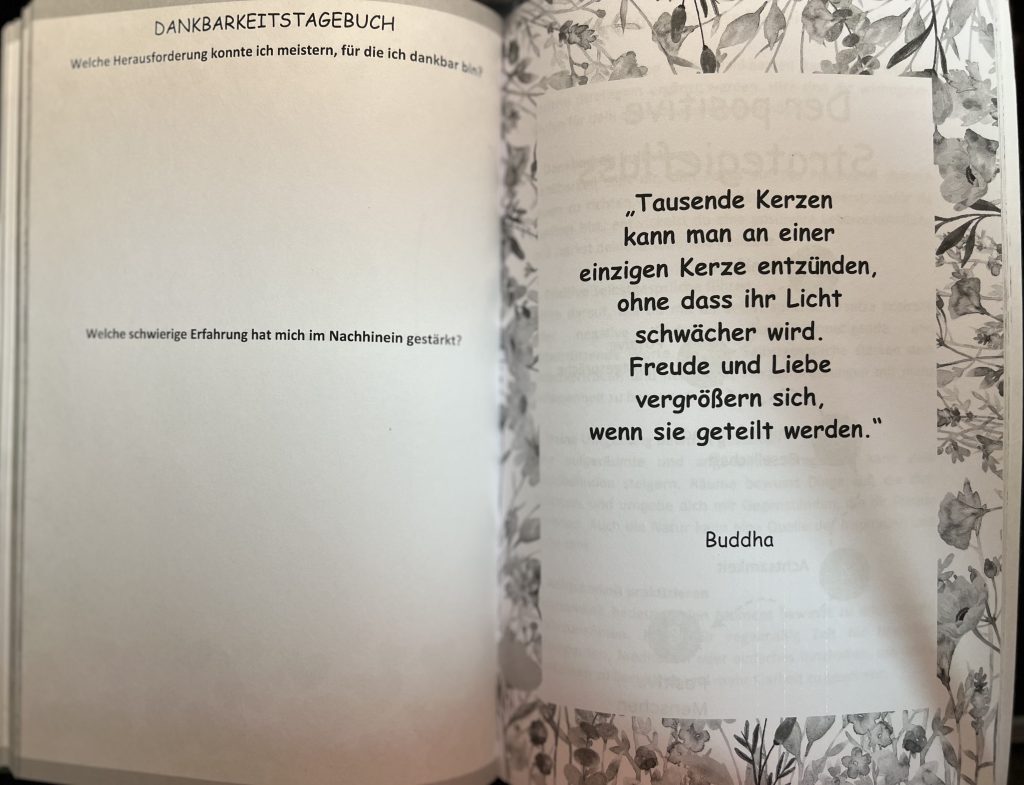 DANKBARKEITSTAGEBUCH
Welche Herausforderung konnte ich meistern, für die ich dankbar bin?
Welche schwierige Erfahrung hat mich im Nachhinein gestärkt?
„Tausende Kerzen
kann man an einer
einzigen Kerze entzünden,
ohne dass ihr Licht
schwächer wird.
Freude und Liebe
vergrößern sich,
wenn sie geteilt werden.“
Buddha